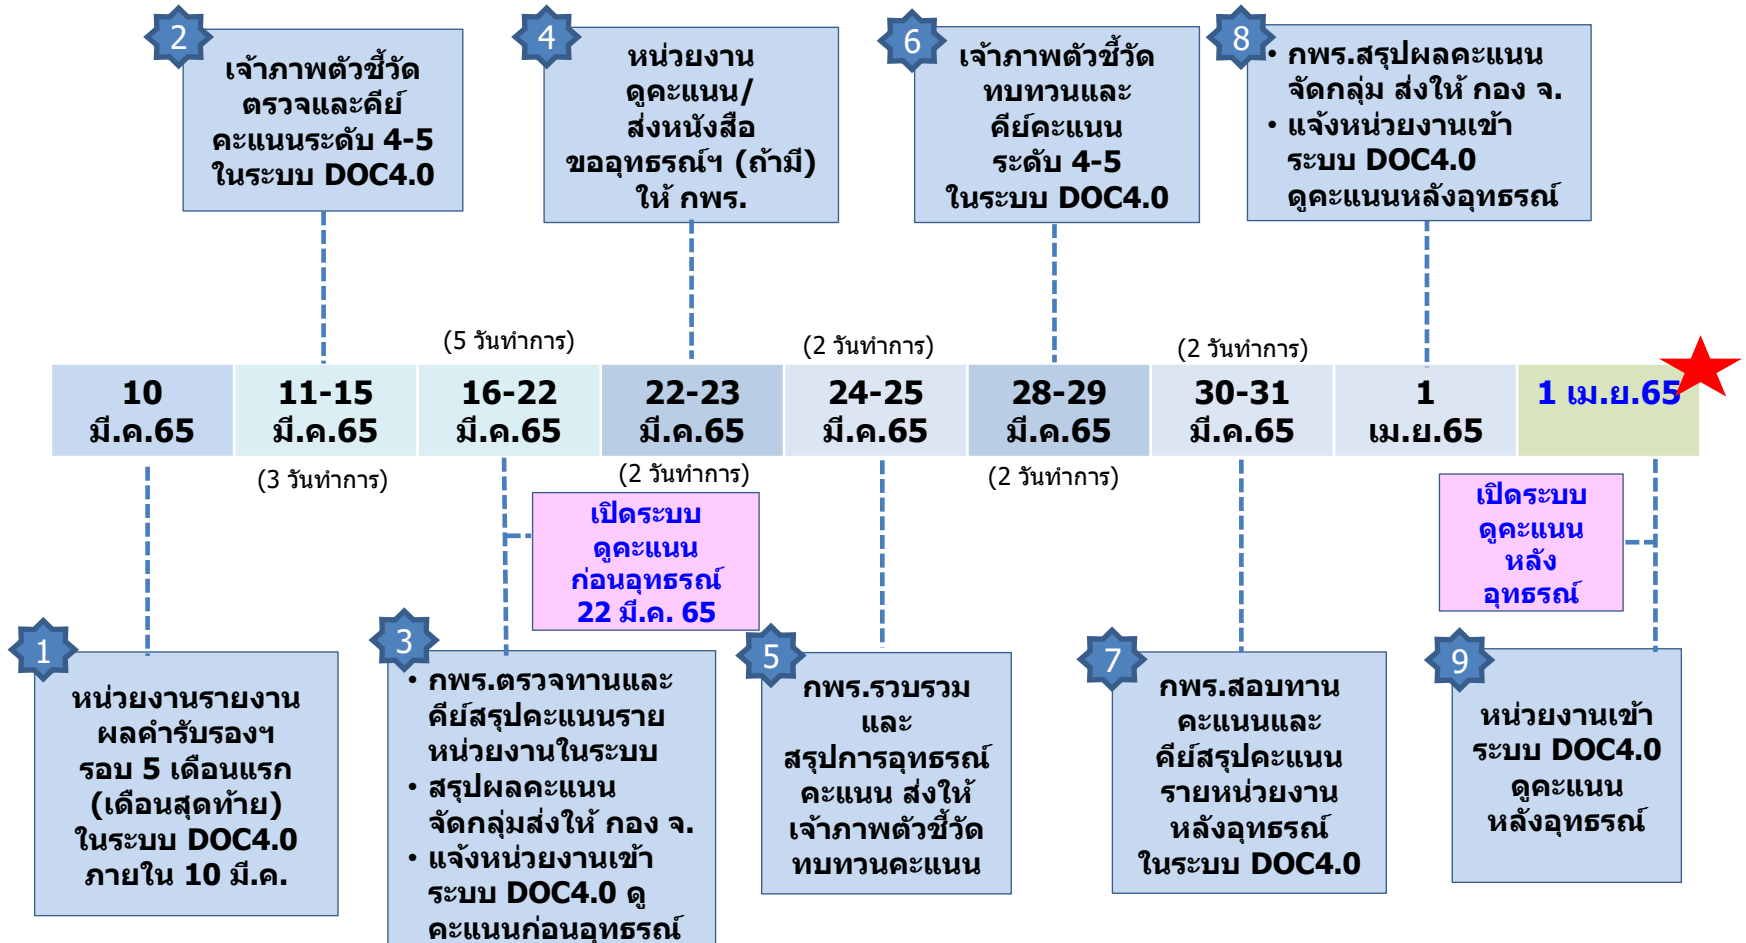 2
เจ้าภาพตัวชี้วัด
ตรวจและคีย์
คะแนนระดับ 4-5
ในระบบ DOC4.0
4
หน่วยงาน
ดูคะแนน/
ส่งหนังสือ
ขออุทธรณ์ฯ (ถ้ามี)
ให้ กพร.
6
เจ้าภาพตัวชี้วัด
ทบทวนและ
คีย์คะแนน
ระดับ 4-5
ในระบบ DOC4.0
8
• กพร.สรุปผลคะแนน
จัดกลุ่ม ส่งให้ กอง จ.
• แจ้งหน่วยงานเข้า
ระบบ DOC4.0
ดูคะแนนหลังอุทธรณ์
(5 วันทำการ)
(2 วันทำการ)
(2 วันทำการ)
10
มี.ค.65
11-15
มี.ค.65
16-22
มี.ค.65
22-23
มี.ค.65
24-25
มี.ค.65
28-29
มี.ค.65
30-31
มี.ค.65
1
เม.ย.65
1 เม.ย.65
(3 วันทำการ)
(2 วันทำการ)
(2 วันทำการ)
เปิดระบบ
ดูคะแนน
ก่อนอุทธรณ์
22 มี.ค. 65
เปิดระบบ
ดูคะแนน
หลัง
อุทธรณ์
1
หน่วยงานรายงาน
ผลคำรับรองฯ
รอบ 5 เดือนแรก
(เดือนสุดท้าย)
ในระบบ DOC4.0
ภายใน 10 มี.ค.
3
• กพร.ตรวจทานและ
คีย์สรุปคะแนนราย
หน่วยงานในระบบ
• สรุปผลคะแนน
จัดกลุ่มส่งให้ กอง จ.
• แจ้งหน่วยงานเข้า
ระบบ DOC4.0 ดู
คะแนนก่อนอุทธรณ์
5
กพร.รวบรวม
และ
สรุปการอุทธรณ์
คะแนน ส่งให้
เจ้าภาพตัวชี้วัด
ทบทวนคะแนน
7
กพร.สอบทาน
คะแนนและ
คีย์สรุปคะแนน
รายหน่วยงาน
หลังอุทธรณ์
ในระบบ DOC4.0
9
หน่วยงานเข้า
ระบบ DOC4.0
ดูคะแนน
หลังอุทธรณ์